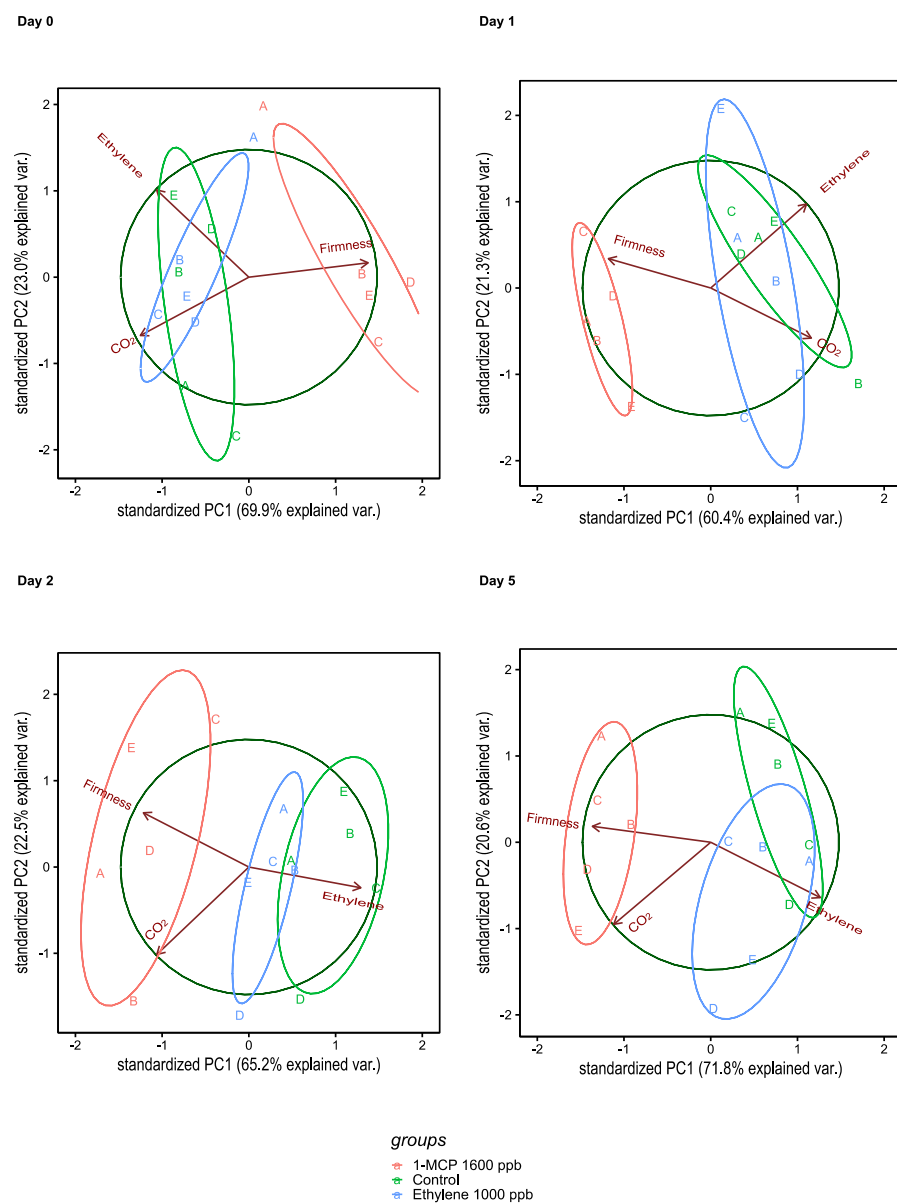 Day 0
Day 1
2
1
0
-1
-2
-2
-1
0
1
2
standardized PC2 (23.0% explained var.)
standardized PC1 (69.9% explained var.)
Ethylene
Firmness
CO₂
A
B
C
D
E
A
B
C
D
E
A
B
C
D
E
2
1
0
-1
-2
-2
-1
0
1
2
standardized PC2 (21.3% explained var.)
standardized PC1 (60.4% explained var.)
Ethylene
Firmness
CO₂
A
B
C
D
E
A
B
C
D
E
A
B
C
D
E
Day 2
Day 5
2
1
0
-1
-2
-1
0
1
2
standardized PC2 (22.5% explained var.)
standardized PC1 (65.2% explained var.)
Firmness
CO₂
Ethylene
A
B
C
D
E
A
B
C
D
E
A
B
C
D
E
2
1
0
-1
-2
-2
-1
0
1
2
standardized PC2 (20.6% explained var.)
standardized PC1 (71.8% explained var.)
Firmness
CO₂
Ethylene
A
B
C
D
E
A
B
C
D
E
A
B
C
D
E
groups
a 1-MCP 1600 ppb
a Control
a Ethylene 1000 ppb